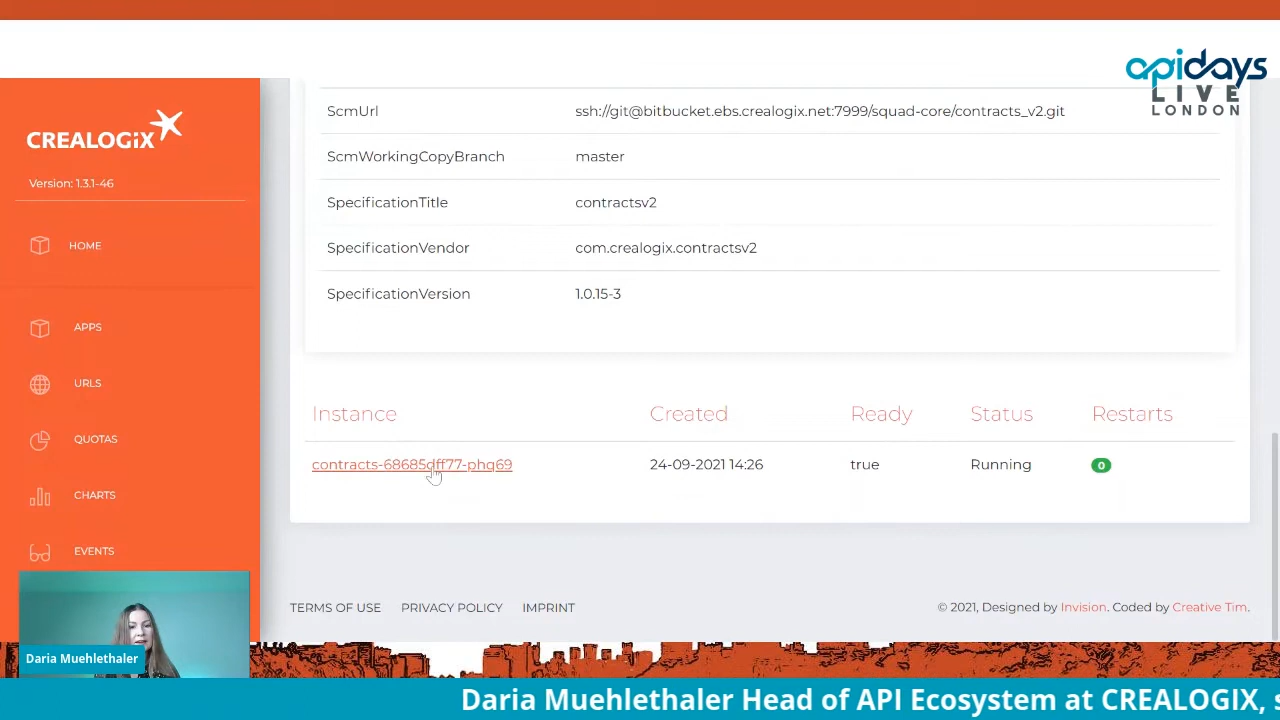 apidays
LIVE
LONDON
CREALOGIX
Version: 1.3.1-46
HOME
APPS
URLS
QUOTAS
CHARTS
EVENTS
ScmUrl ssh://git@bitbucket.ebs.crealogix.net:7999/squad-core/contracts_v2.git
ScmWorkingCopyBranch master
SpecificationTitle contractsv2
SpecificationVendor com.crealogix.contractsv2
SpecificationVersion 1.0.15-3
Instance Created Ready Status Restarts
contracts-68685dff77-phq69 24-09-2021 14:26 true Running 0
TERMS OF USE PRIVACY POLICY IMPRINT © 2021, Designed by Invision. Coded by Creative Tim.
Daria Muehlethaler
Daria Muehlethaler Head of API Ecosystem at CREALOGIX, s